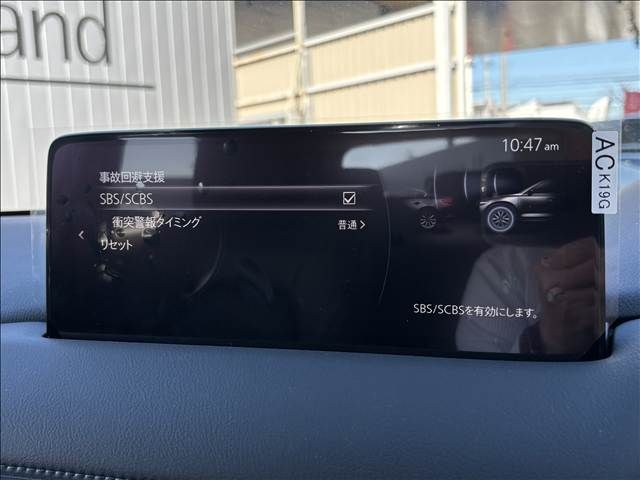 and
10:47 am
AC K19G
事故回避支援
SBS/SCBS
衝突警報タイミング
普通
リセット
SBS/SCBSを有効にします。